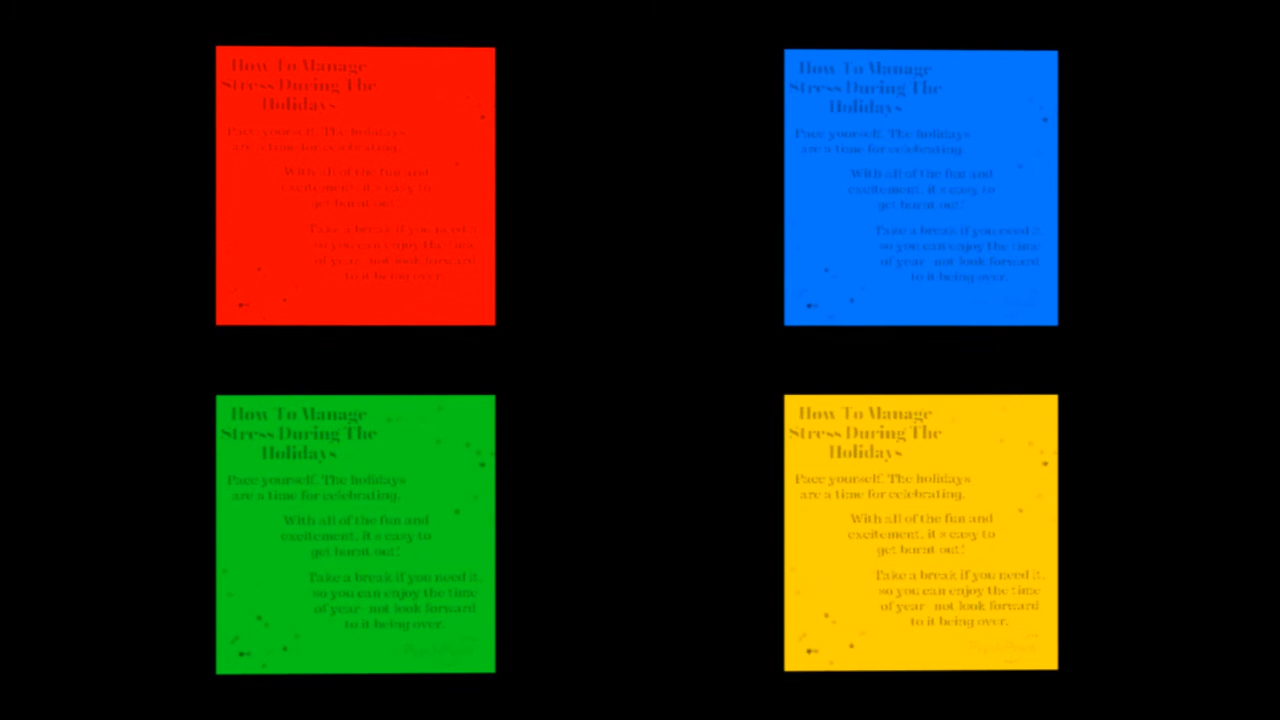 How To Manage
Stress During The
Holidays
Pace yourself. The holidays
are a time for celebrating.
With all of the fun and
excitement, it's easy to
get burnt out!
Take a break if you need it,
so you can enjoy the time
of year - not look forward
to it being over.
How To Manage
Stress During The
Holidays
Pace yourself. The holidays
are a time for celebrating.
With all of the fun and
excitement, it's easy to
get burnt out!
Take a break if you need it,
so you can enjoy the time
of year - not look forward
to it being over.
How To Manage
Stress During The
Holidays
Pace yourself. The holidays
are a time for celebrating.
With all of the fun and
excitement, it's easy to
get burnt out!
Take a break if you need it,
so you can enjoy the time
of year - not look forward
to it being over.
How To Manage
Stress During The
Holidays
Pace yourself. The holidays
are a time for celebrating.
With all of the fun and
excitement, it's easy to
get burnt out!
Take a break if you need it,
so you can enjoy the time
of year - not look forward
to it being over.